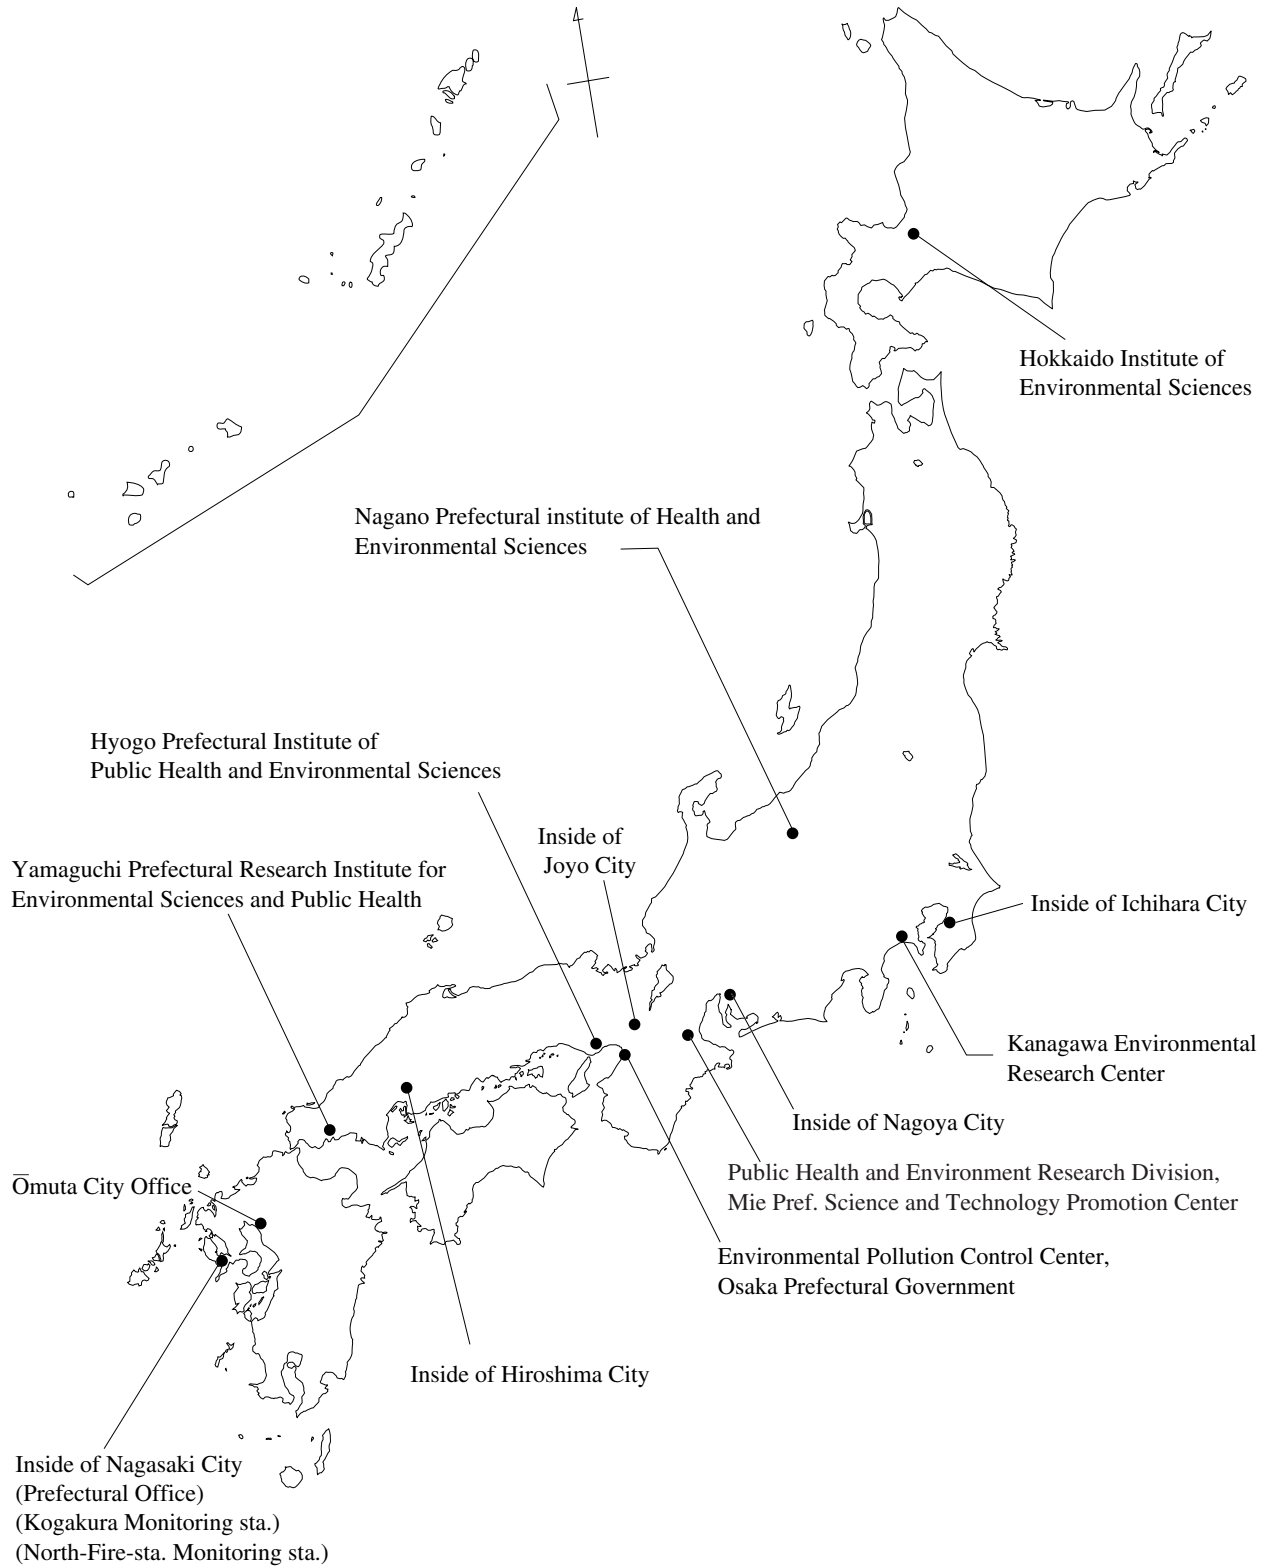 Hokkaido Institute of
Environmental Sciences
Nagano Prefectural institute of Health and
Environmental Sciences
Hyogo Prefectural Institute of
Public Health and Environmental Sciences
Inside of
Joyo City
Yamaguchi Prefectural Research Institute for
Environmental Sciences and Public Health
Inside of Ichihara City
Kanagawa Environmental
Research Center
Inside of Nagoya City
Public Health and Environment Research Division,
Mie Pref. Science and Technology Promotion Center
Ōmuta City Office
Environmental Pollution Control Center,
Osaka Prefectural Government
Inside of Hiroshima City
Inside of Nagasaki City
(Prefectural Office)
(Kogakura Monitoring sta.)
(North-Fire-sta. Monitoring sta.)